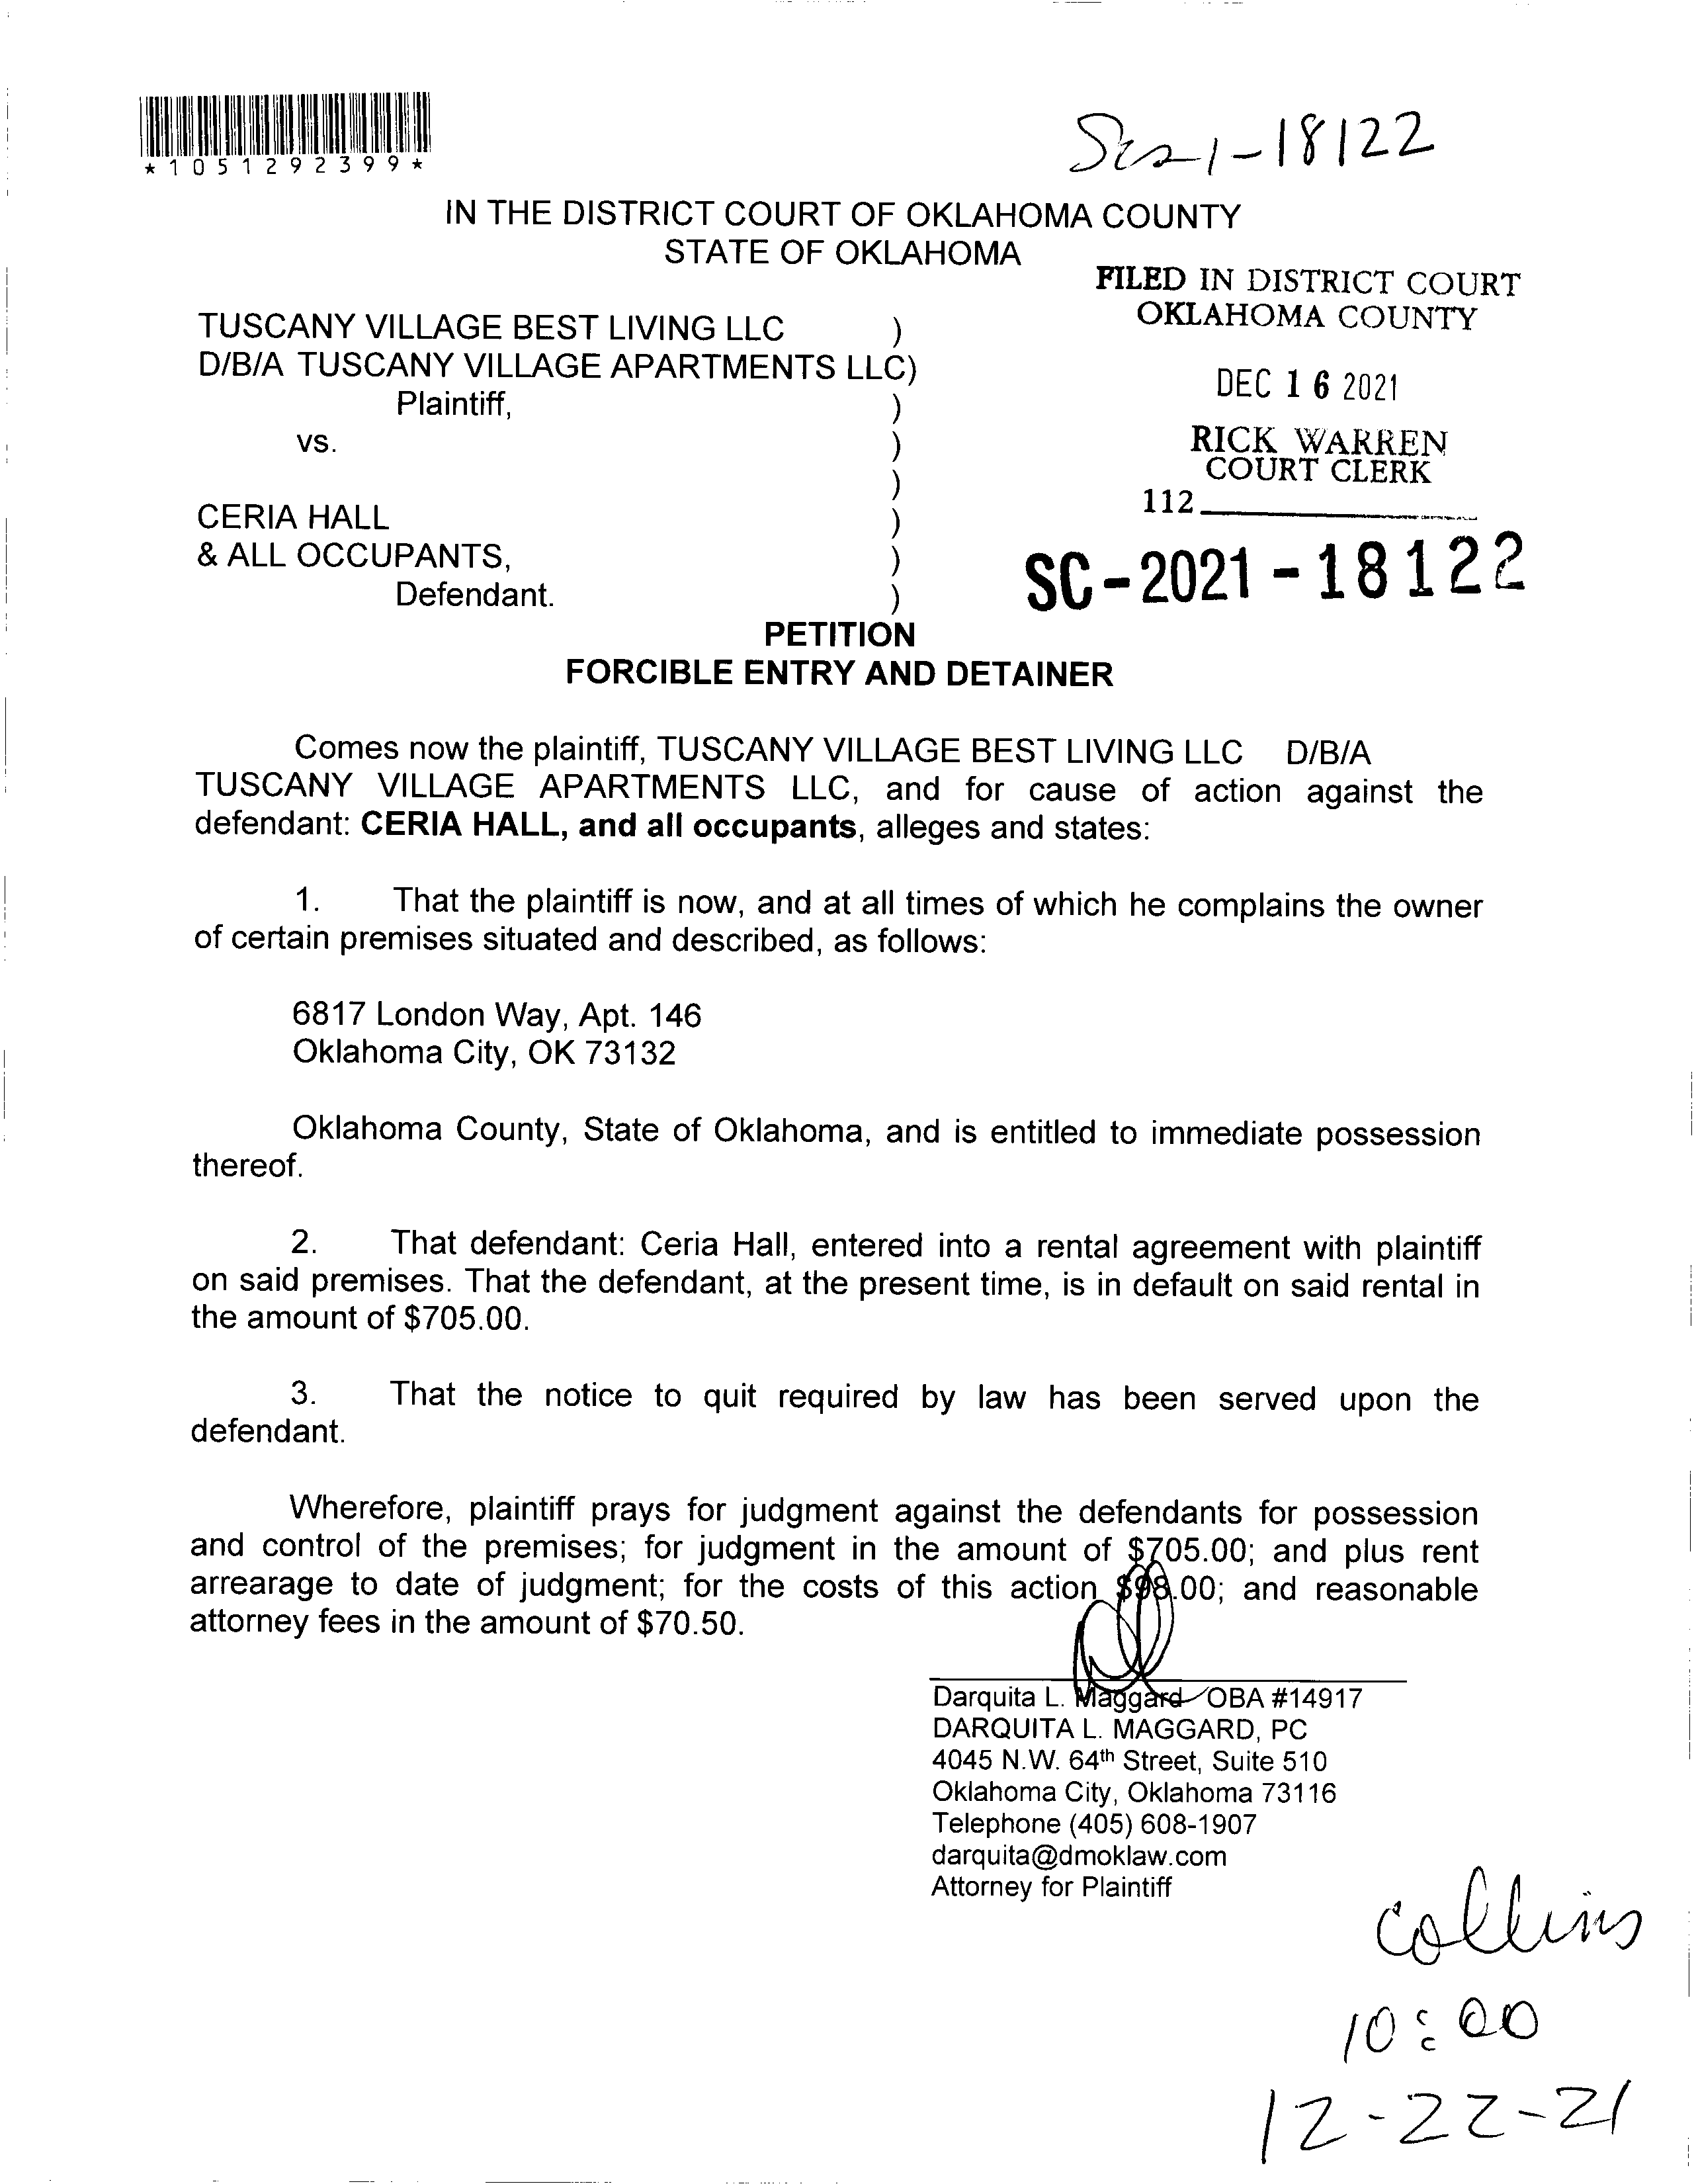 *1051292399*
SC21-18122
IN THE DISTRICT COURT OF OKLAHOMA COUNTY
STATE OF OKLAHOMA
FILED IN DISTRICT COURT
OKLAHOMA COUNTY
DEC 16 2021
RICK WARREN
COURT CLERK
112
SC-2021-18122
TUSCANY VILLAGE BEST LIVING LLC )
D/B/A TUSCANY VILLAGE APARTMENTS LLC)
Plaintiff, )
vs. )
)
CERIA HALL )
& ALL OCCUPANTS, )
Defendant. )
PETITION
FORCIBLE ENTRY AND DETAINER
Comes now the plaintiff, TUSCANY VILLAGE BEST LIVING LLC D/B/A
TUSCANY VILLAGE APARTMENTS LLC, and for cause of action against the
defendant: CERIA HALL, and all occupants, alleges and states:
1. That the plaintiff is now, and at all times of which he complains the owner
of certain premises situated and described, as follows:
6817 London Way, Apt. 146
Oklahoma City, OK 73132
Oklahoma County, State of Oklahoma, and is entitled to immediate possession
thereof.
2. That defendant: Ceria Hall, entered into a rental agreement with plaintiff
on said premises. That the defendant, at the present time, is in default on said rental in
the amount of $705.00.
3. That the notice to quit required by law has been served upon the
defendant.
Wherefore, plaintiff prays for judgment against the defendants for possession
and control of the premises; for judgment in the amount of $705.00; and plus rent
arrearage to date of judgment; for the costs of this action $98.00; and reasonable
attorney fees in the amount of $70.50.
Darquita L. Maggard OBA #14917
DARQUITA L. MAGGARD, PC
4045 N.W. 64th Street, Suite 510
Oklahoma City, Oklahoma 73116
Telephone (405) 608-1907
darquita@dmoklaw.com
Attorney for Plaintiff
Collins
10:00
12-22-21